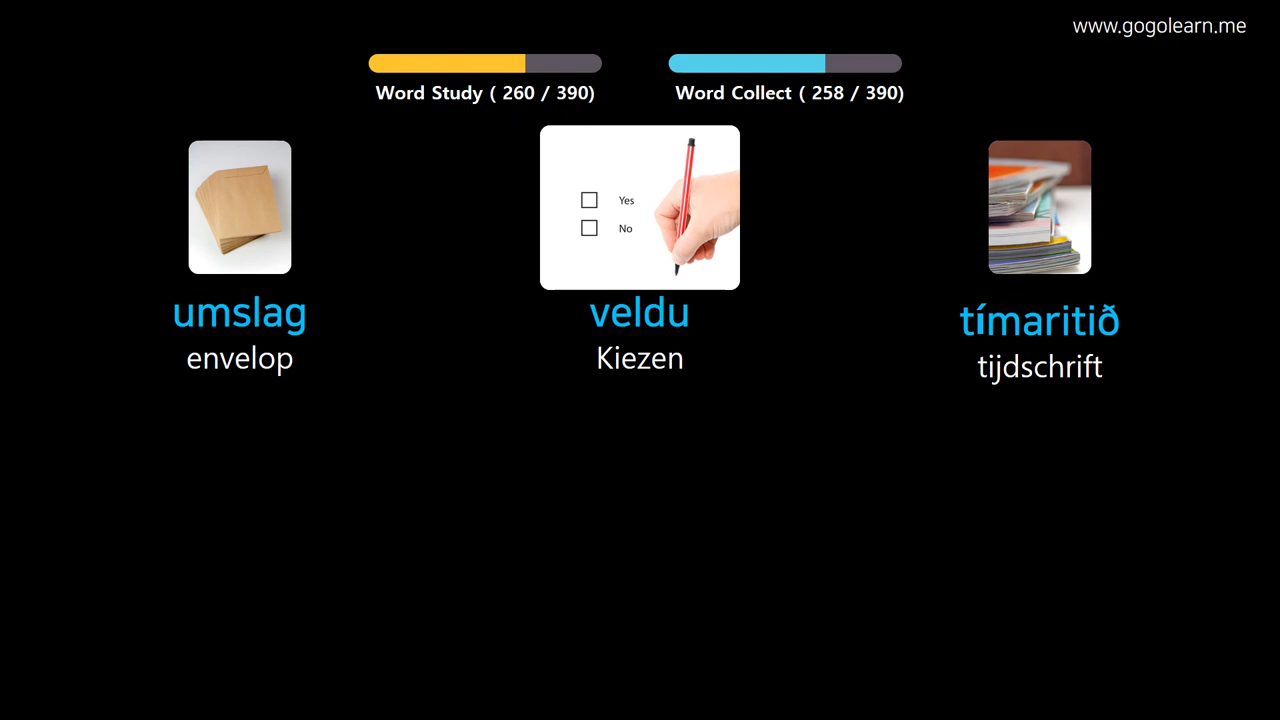 www.gogolearn.me
Word Study ( 260 / 390)
Word Collect ( 258 / 390)
Yes
No
umslag
envelop
veldu
Kiezen
tímaritið
tijdschrift